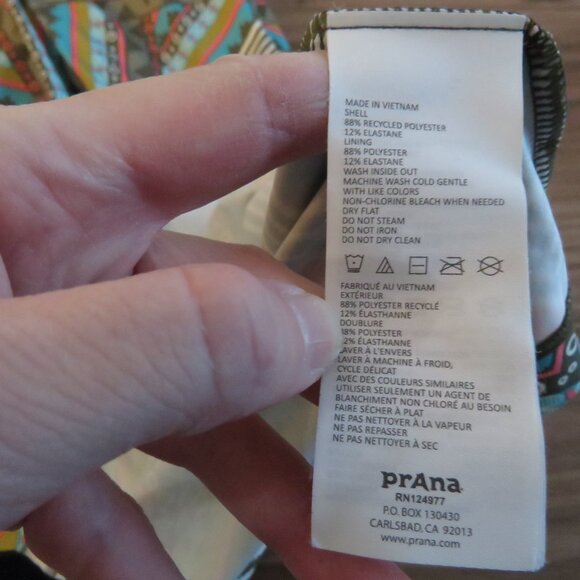 MADE IN VIETNAM
SHELL
88% RECYCLED POLYESTER
12% ELASTANE
LINING
88% POLYESTER
12% ELASTANE
WASH INSIDE OUT
MACHINE WASH COLD GENTLE
WITH LIKE COLORS
NON-CHLORINE BLEACH WHEN NEEDED
DRY FLAT
DO NOT STEAM
DO NOT IRON
DO NOT DRY CLEAN
FABRIQUÉ AU VIETNAM
EXTÉRIEUR
88% POLYESTER RECYCLÉ
12% ÉLASTHANNE
DOUBLURE
88% POLYESTER
12% ÉLASTHANNE
LAVER À L'ENVERS
LAVER À MACHINE À FROID,
CYCLE DÉLICAT
AVEC DES COULEURS SIMILAIRES
UTILISER SEULEMENT UN AGENT DE
BLANCHIMENT NON CHLORÉ AU BESOIN
FAIRE SÉCHER À PLAT
NE PAS NETTOYER À LA VAPEUR
NE PAS REPASSER
NE PAS NETTOYER À SEC
prAna
RN124977
P.O. BOX 130430
CARLSBAD, CA 92013
www.prana.com